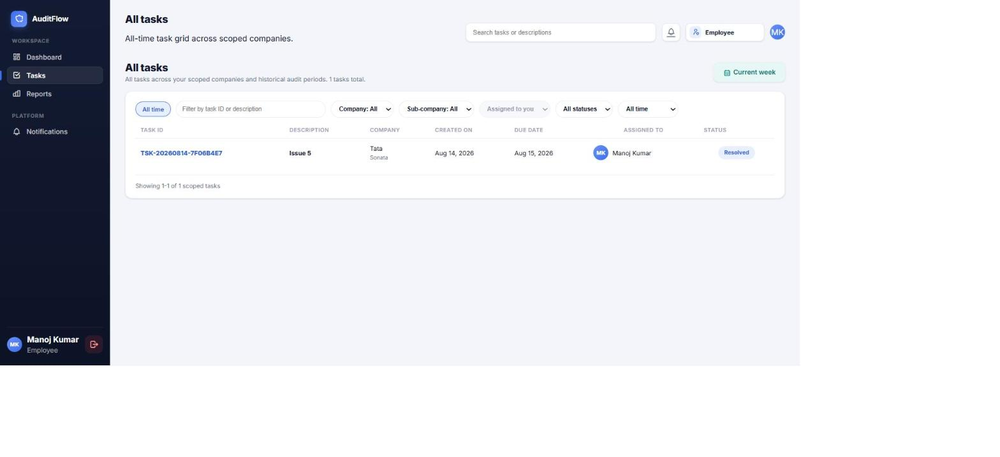 AuditFlow
WORKSPACE
Dashboard
Tasks
Reports
PLATFORM
Notifications
MK
Manoj Kumar
Employee
All tasks
All-time task grid across scoped companies.
Search tasks or descriptions
Employee
MK
All tasks
All tasks across your scoped companies and historical audit periods. 1 tasks total.
Current week
All time
Filter by task ID or description
Company: All
Sub-company: All
Assigned to you
All statuses
All time
TASK ID DESCRIPTION COMPANY CREATED ON DUE DATE ASSIGNED TO STATUS
TSK-20260814-7F06B4E7 Issue 5 Tata Aug 14, 2026 Aug 15, 2026 MK Manoj Kumar Resolved
Sonata
Showing 1-1 of 1 scoped tasks